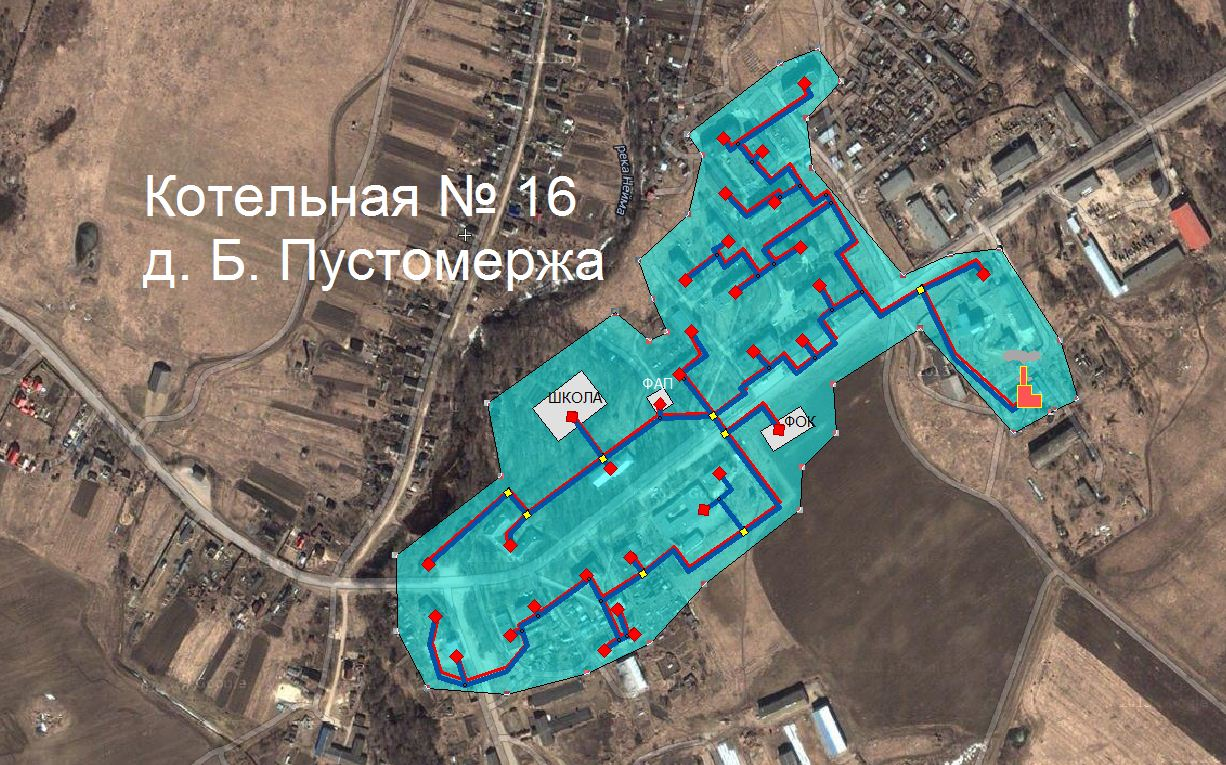 Котельная № 16
д. Б. Пустомержа
река Нейма
ФАП
ШКОЛА
ФОК